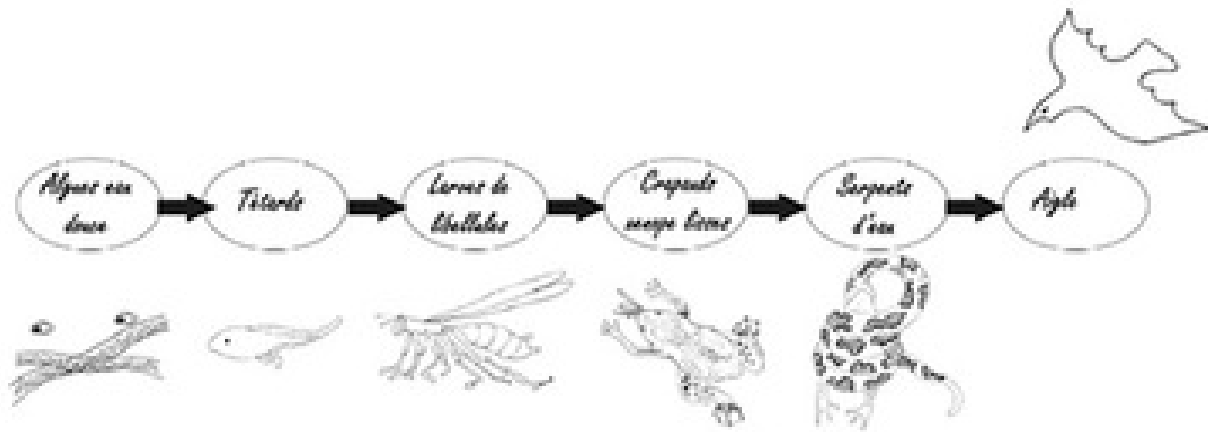 Algues eau
douce
Têtards
Larves de
libellules
Crapauds
Serpents
d'eau
Aigle